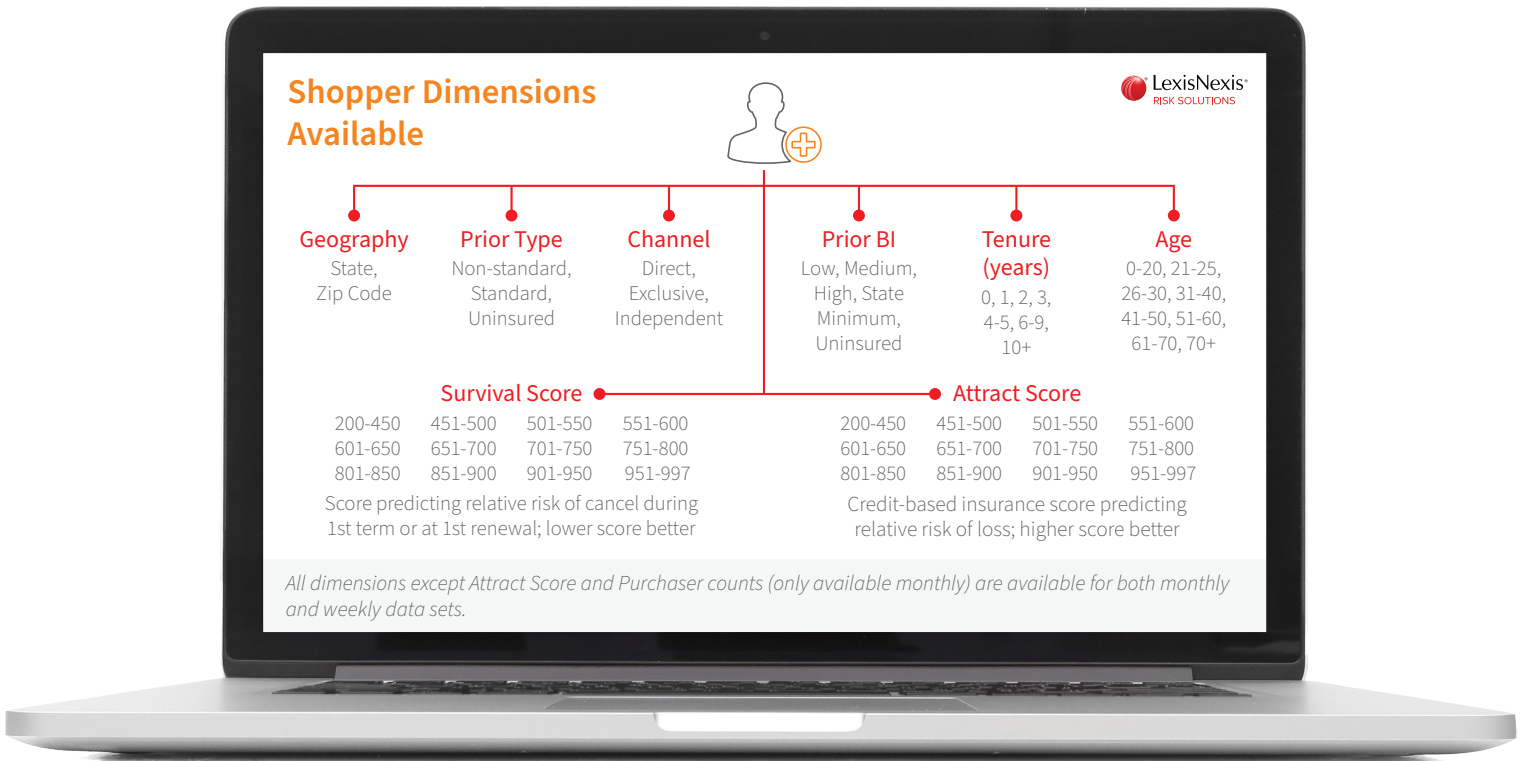 Shopper Dimensions
Available
LexisNexis®
RISK SOLUTIONS
Geography
State,
Zip Code
Prior Type
Non-standard,
Standard,
Uninsured
Channel
Direct,
Exclusive,
Independent
Prior BI
Low, Medium,
High, State
Minimum,
Uninsured
Tenure
(years)
0, 1, 2, 3,
4-5, 6-9,
10+
Age
0-20, 21-25,
26-30, 31-40,
41-50, 51-60,
61-70, 70+
Survival Score
200-450 451-500 501-550 551-600
601-650 651-700 701-750 751-800
801-850 851-900 901-950 951-997
Score predicting relative risk of cancel during
1st term or at 1st renewal; lower score better
Attract Score
200-450 451-500 501-550 551-600
601-650 651-700 701-750 751-800
801-850 851-900 901-950 951-997
Credit-based insurance score predicting
relative risk of loss; higher score better
All dimensions except Attract Score and Purchaser counts (only available monthly) are available for both monthly
and weekly data sets.